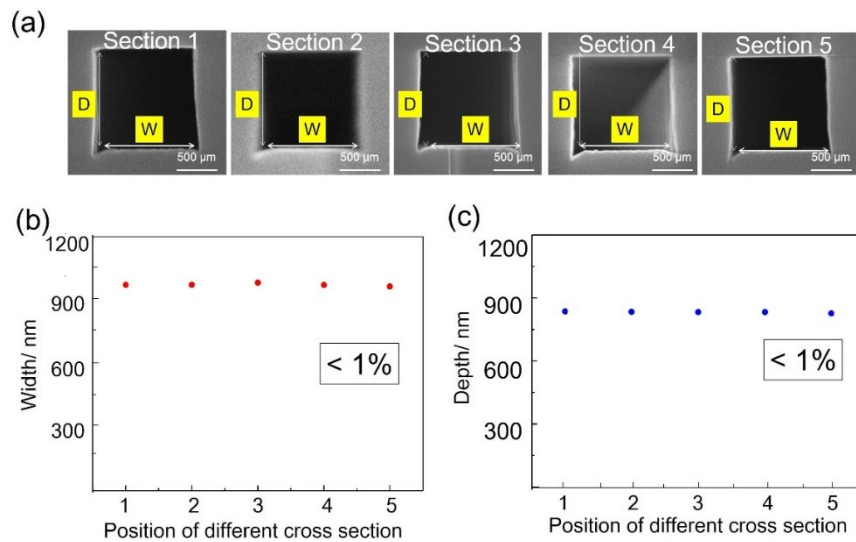 (a)
Section 1 Section 2 Section 3 Section 4 Section 5
D D D D D
W W W W W
500 µm 500 µm 500 µm 500 µm 500 µm
(b)
1200
900
600
300
Width/ nm
< 1%
1 2 3 4 5
Position of different cross section
(c)
1200
900
600
300
Depth/ nm
< 1%
1 2 3 4 5
Position of different cross section